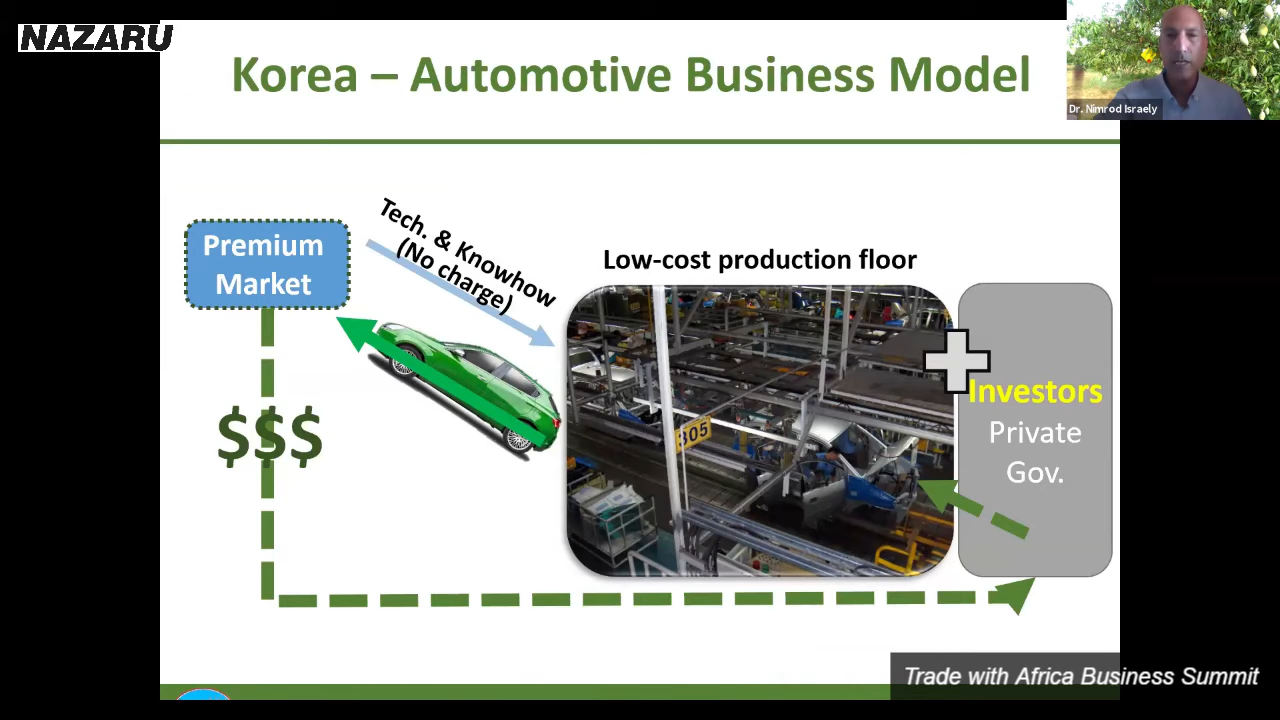 NAZARU
Korea – Automotive Business Model
Dr. Nimrod Israely
Premium
Market
Tech. & Knowhow
(No charge)
Low-cost production floor
$$$
305
Investors
Private
Gov.
Trade with Africa Business Summit